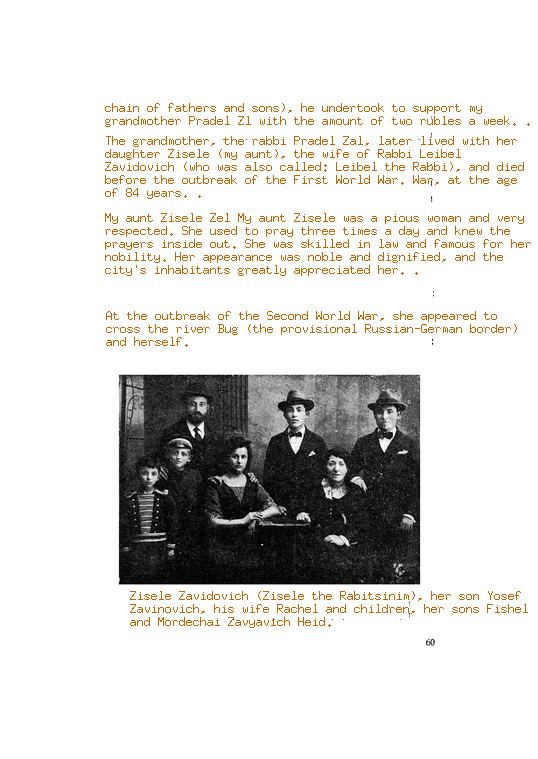 chain of fathers and sons), he undertook to support my
grandmother Pradel Zl with the amount of two rubles a week. .
The grandmother, the rabbi Pradel Zal, later lived with her
daughter Zisele (my aunt), the wife of Rabbi Leibel
Zavidovich (who was also called: Leibel the Rabbi), and died
before the outbreak of the First World War. War, at the age
of 84 years. .
My aunt Zisele Zel My aunt Zisele was a pious woman and very
respected. She used to pray three times a day and knew the
prayers inside out. She was skilled in law and famous for her
nobility. Her appearance was noble and dignified, and the
city's inhabitants greatly appreciated her. .
At the outbreak of the Second World War, she appeared to
cross the river Bug (the provisional Russian-German border)
and herself.
Zisele Zavidovich (Zisele the Rabitsinim), her son Yosef
Zavinovich, his wife Rachel and children, her sons Fishel
and Mordechai Zavyavich Heid.
60